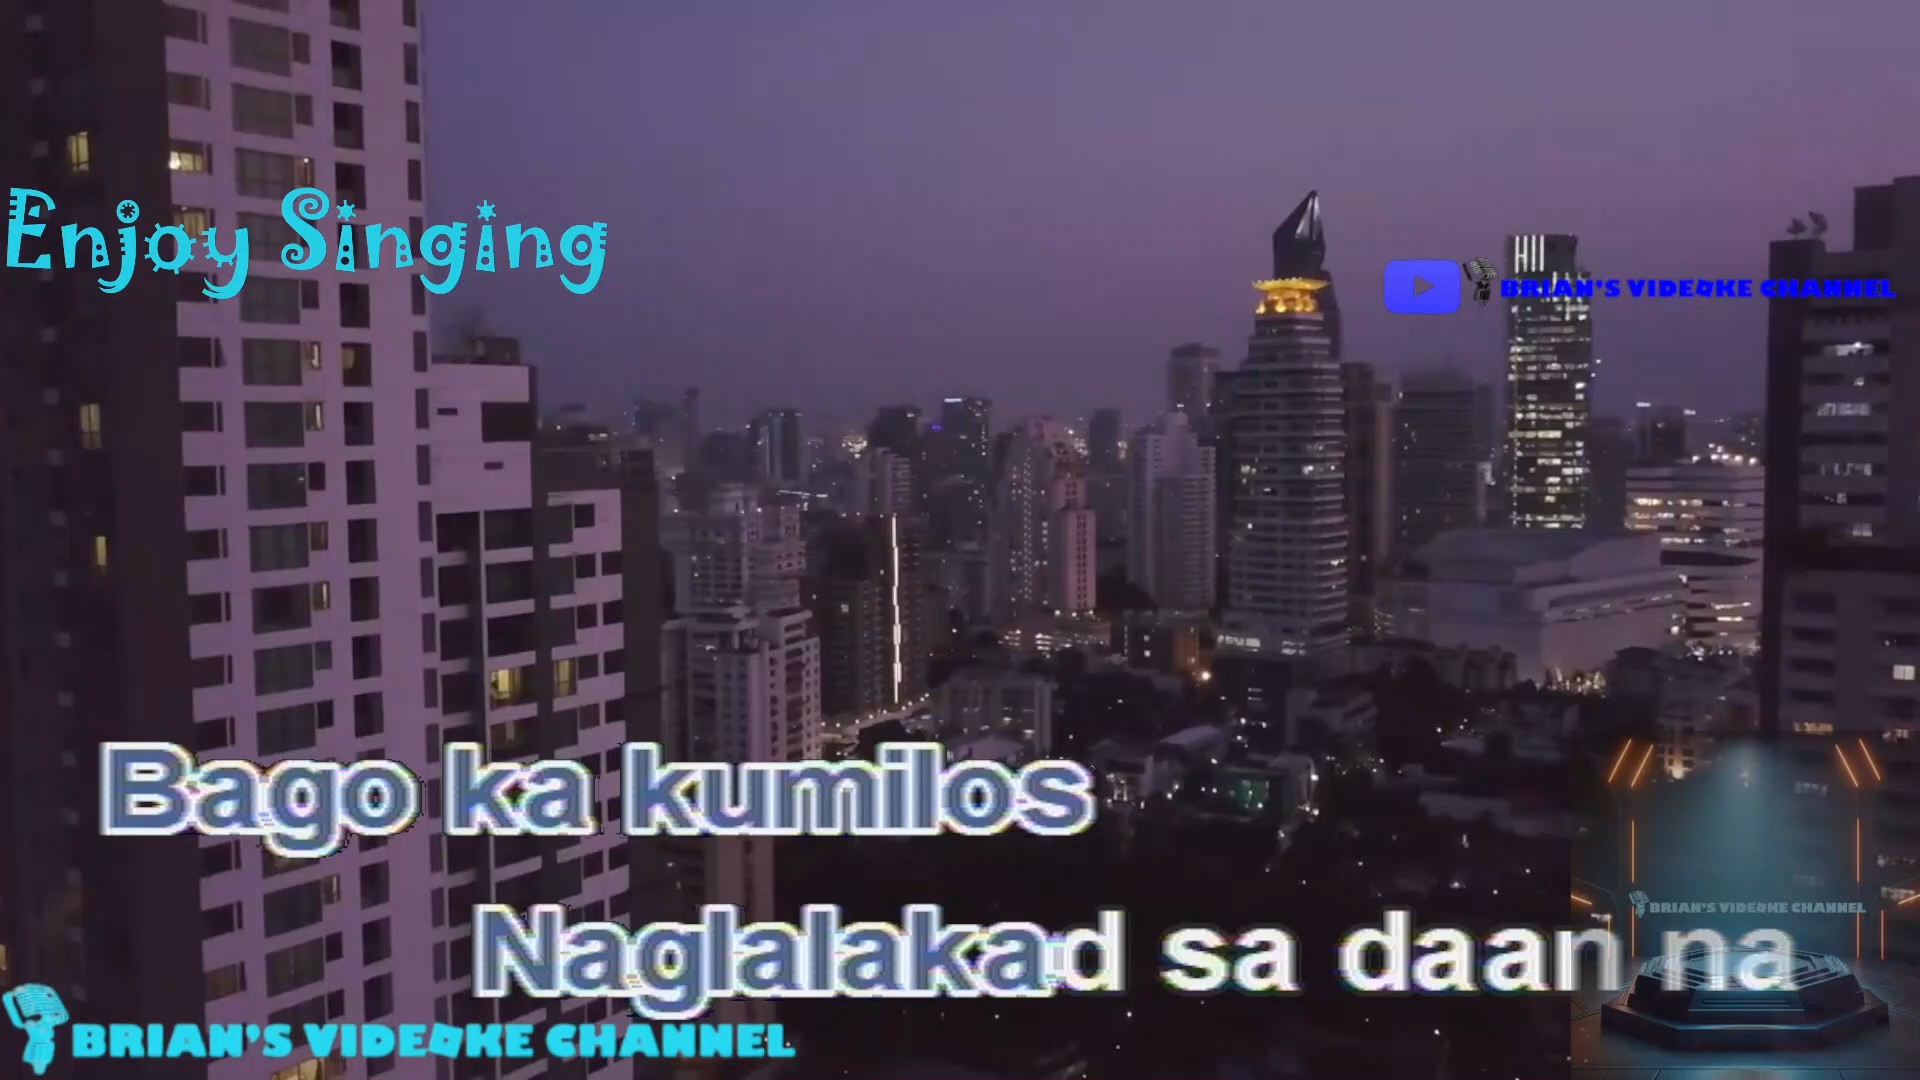 Enjoy Singing
BRIAN'S VIDEOKE CHANNEL
Bago ka kumilos
BRIAN'S VIDEOKE CHANNEL
Naglalakad sa daan na
BRIAN'S VIDEOKE CHANNEL